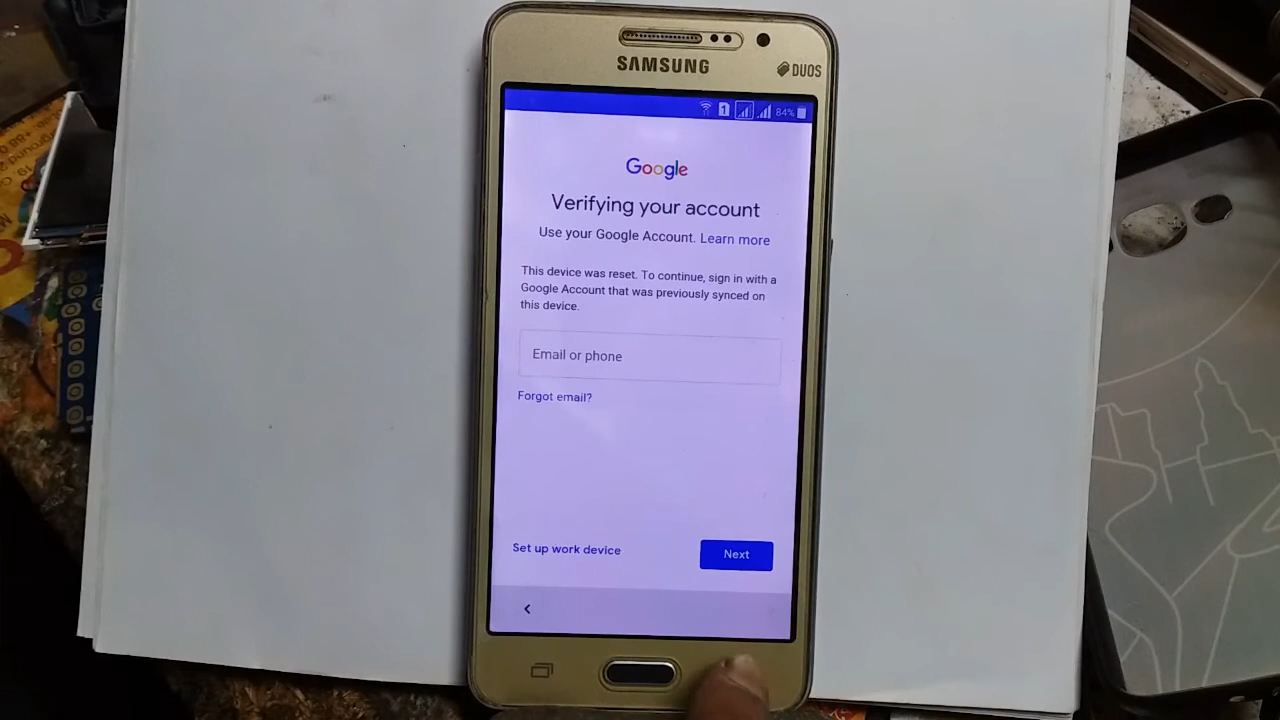 SAMSUNG
DUOS
1
84%
Google
Verifying your account
Use your Google Account. Learn more
This device was reset. To continue, sign in with a
Google Account that was previously synced on
this device.
Email or phone
Forgot email?
Set up work device
Next